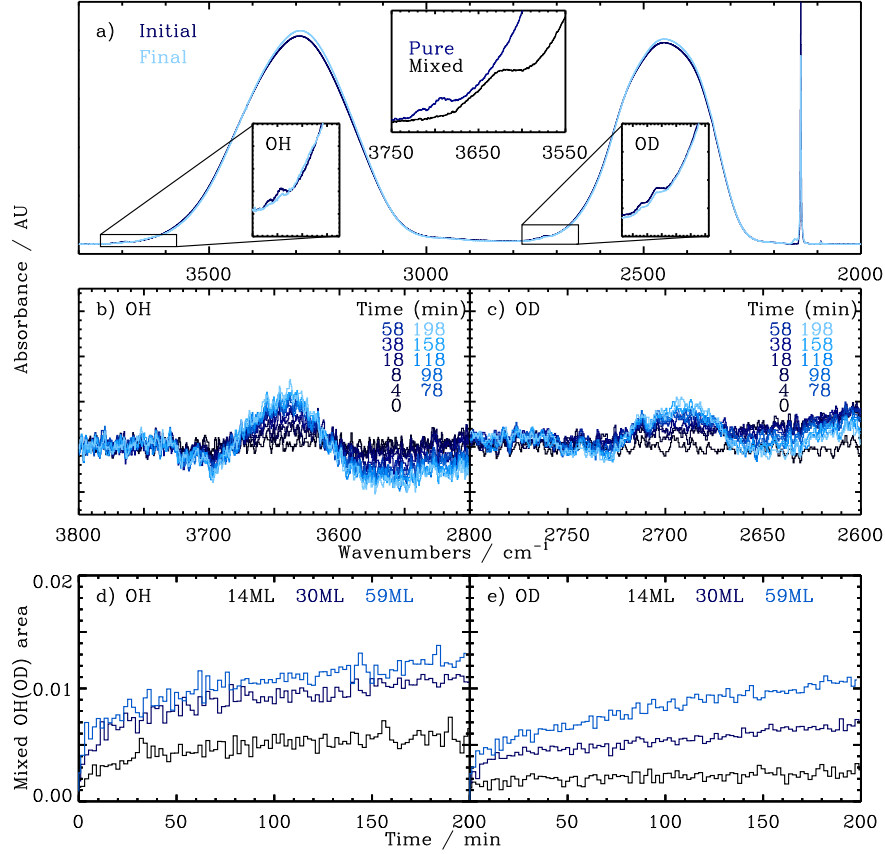 a) Initial
Final
Pure
Mixed
3750 3650 3550
OH
OD
3500 3000 2500 2000
Absorbance / AU
b) OH Time (min)
58 198
38 158
18 118
8 98
4 78
0
c) OD Time (min)
58 198
38 158
18 118
8 98
4 78
0
3800 3700 3600 2800 2750 2700 2650 2600
Wavenumbers / cm⁻¹
Mixed OH(OD) area
0.02
0.01
0.00
d) OH 14ML 30ML 59ML
e) OD 14ML 30ML 59ML
0 50 100 150 200 50 100 150 200
Time / min